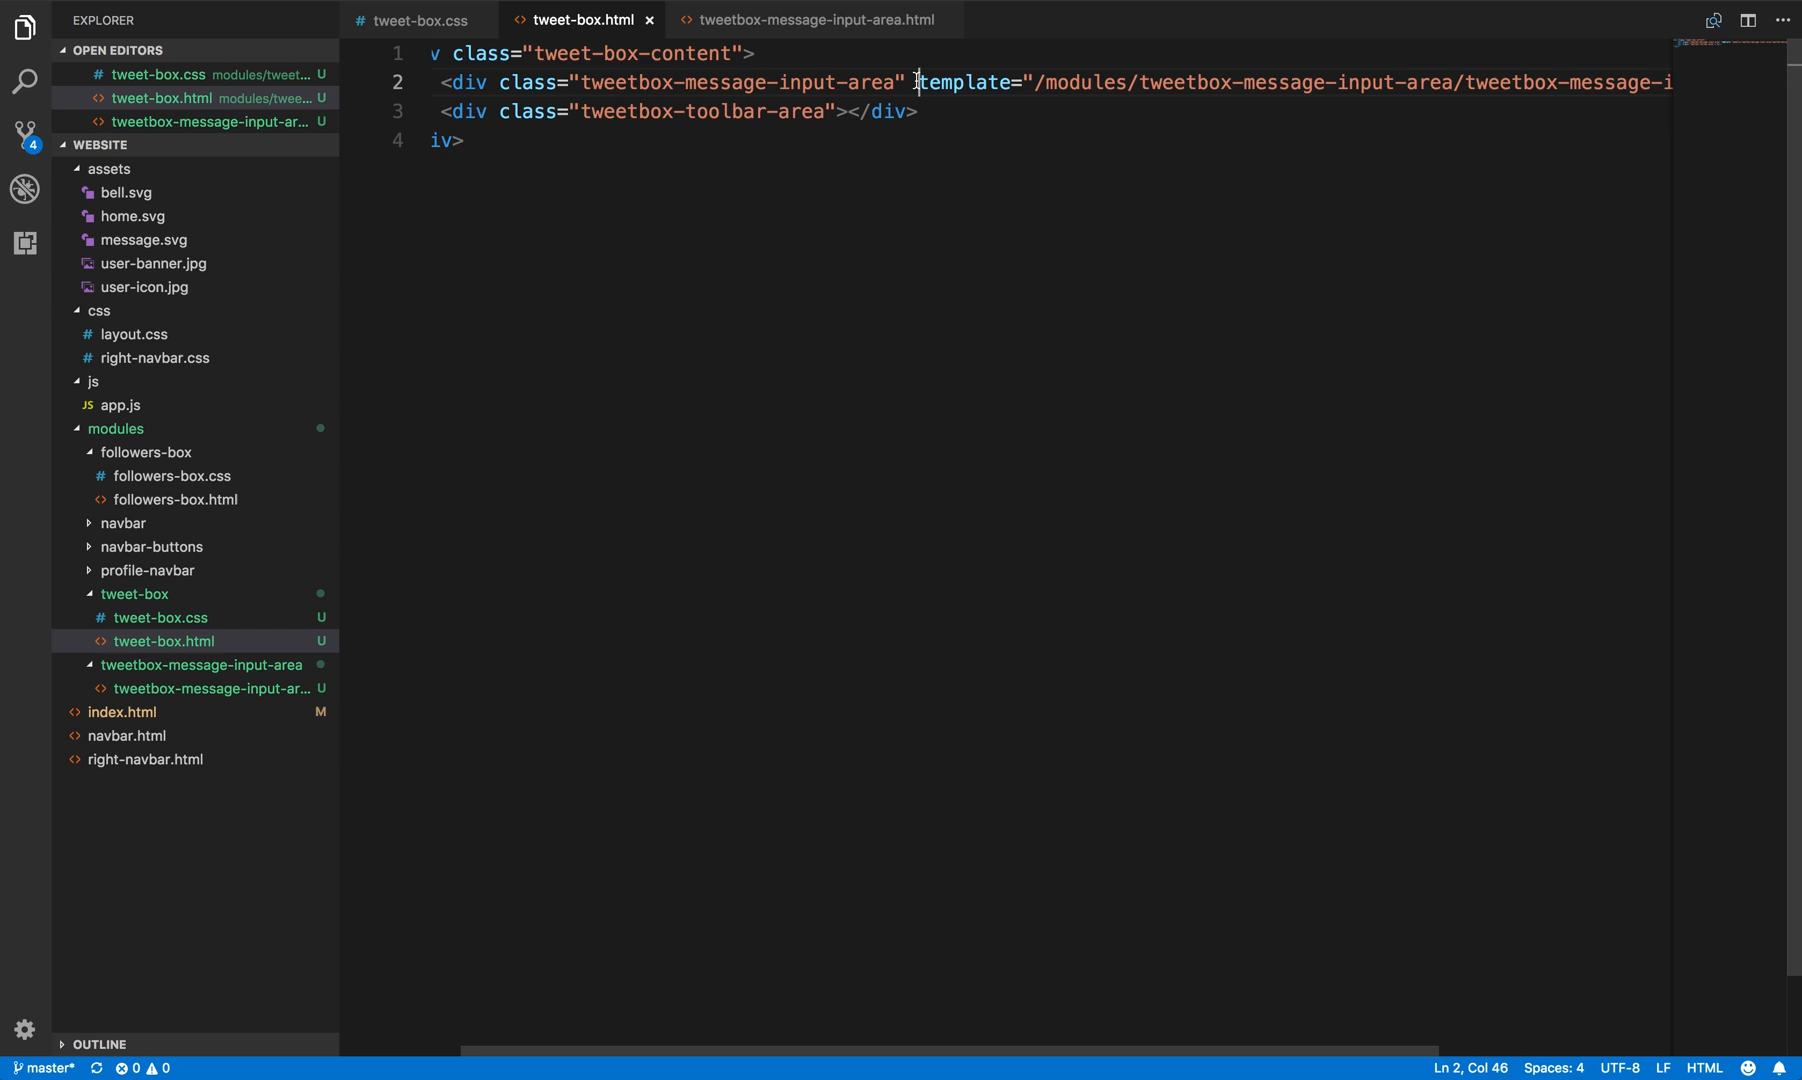 EXPLORER
OPEN EDITORS
# tweet-box.css modules/tweet... U
<> tweet-box.html modules/twee... U
<> tweetbox-message-input-ar... U
4
WEBSITE
assets
bell.svg
home.svg
message.svg
user-banner.jpg
user-icon.jpg
css
# layout.css
# right-navbar.css
js
JS app.js
modules
followers-box
# followers-box.css
<> followers-box.html
navbar
navbar-buttons
profile-navbar
tweet-box
# tweet-box.css U
<> tweet-box.html U
tweetbox-message-input-area
<> tweetbox-message-input-ar... U
<> index.html M
<> navbar.html
<> right-navbar.html
OUTLINE
# tweet-box.css
<> tweet-box.html ×
<> tweetbox-message-input-area.html
1 v class="tweet-box-content">
2 <div class="tweetbox-message-input-area" template="/modules/tweetbox-message-input-area/tweetbox-message-i
3 <div class="tweetbox-toolbar-area"></div>
4 iv>
master* 0 0 Ln 2, Col 46 Spaces: 4 UTF-8 LF HTML